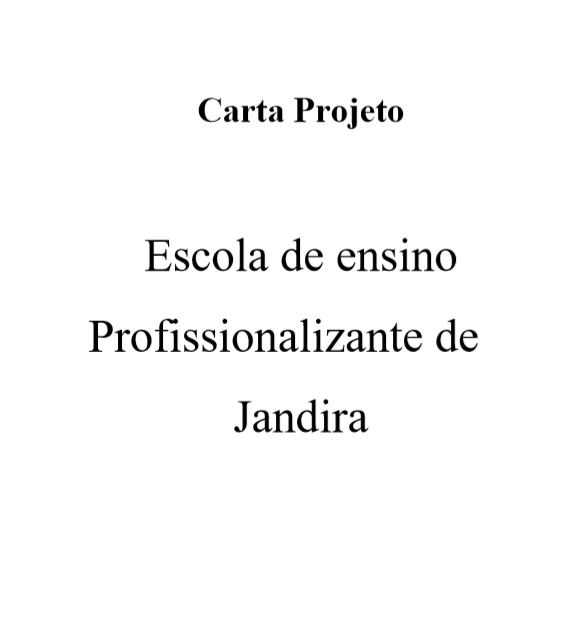 Carta Projeto
Escola de ensino
Profissionalizante de
Jandira